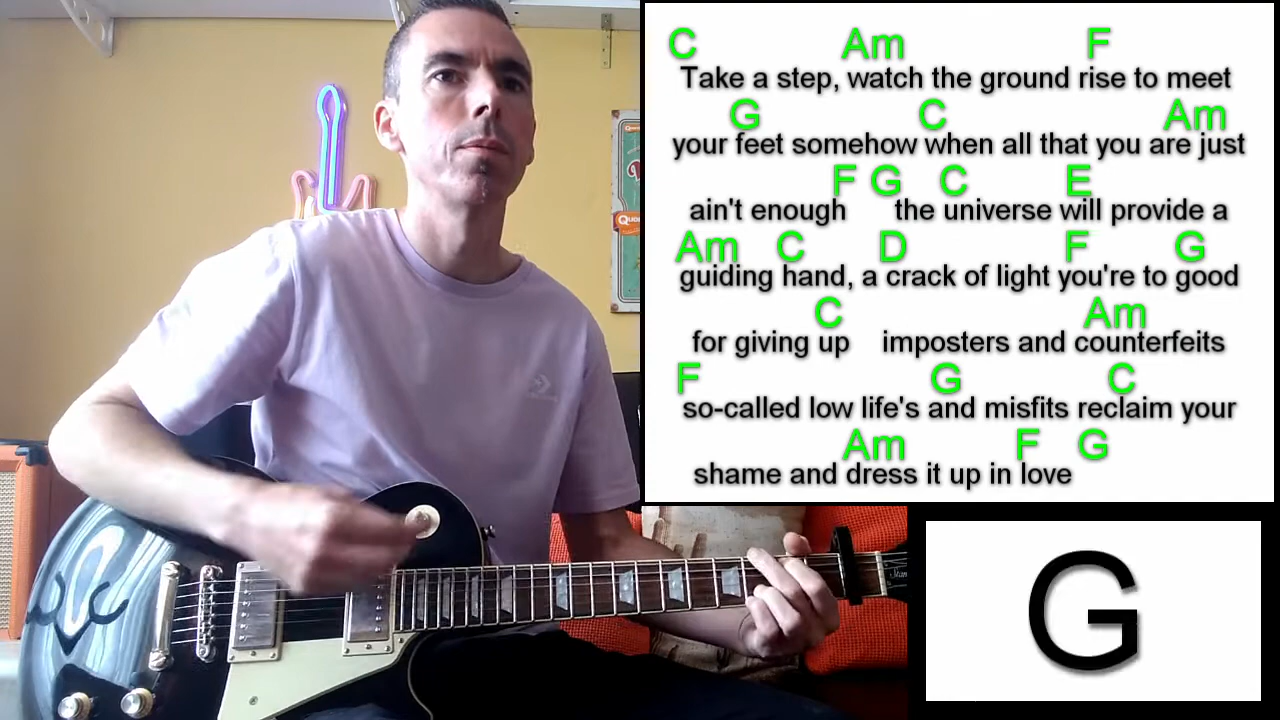 C Am F
Take a step, watch the ground rise to meet
G C Am
your feet somehow when all that you are just
F G C E
ain't enough the universe will provide a
Am C D F G
guiding hand, a crack of light you're to good
C Am
for giving up imposters and counterfeits
F G C
so-called low life's and misfits reclaim your
Am F G
shame and dress it up in love
G